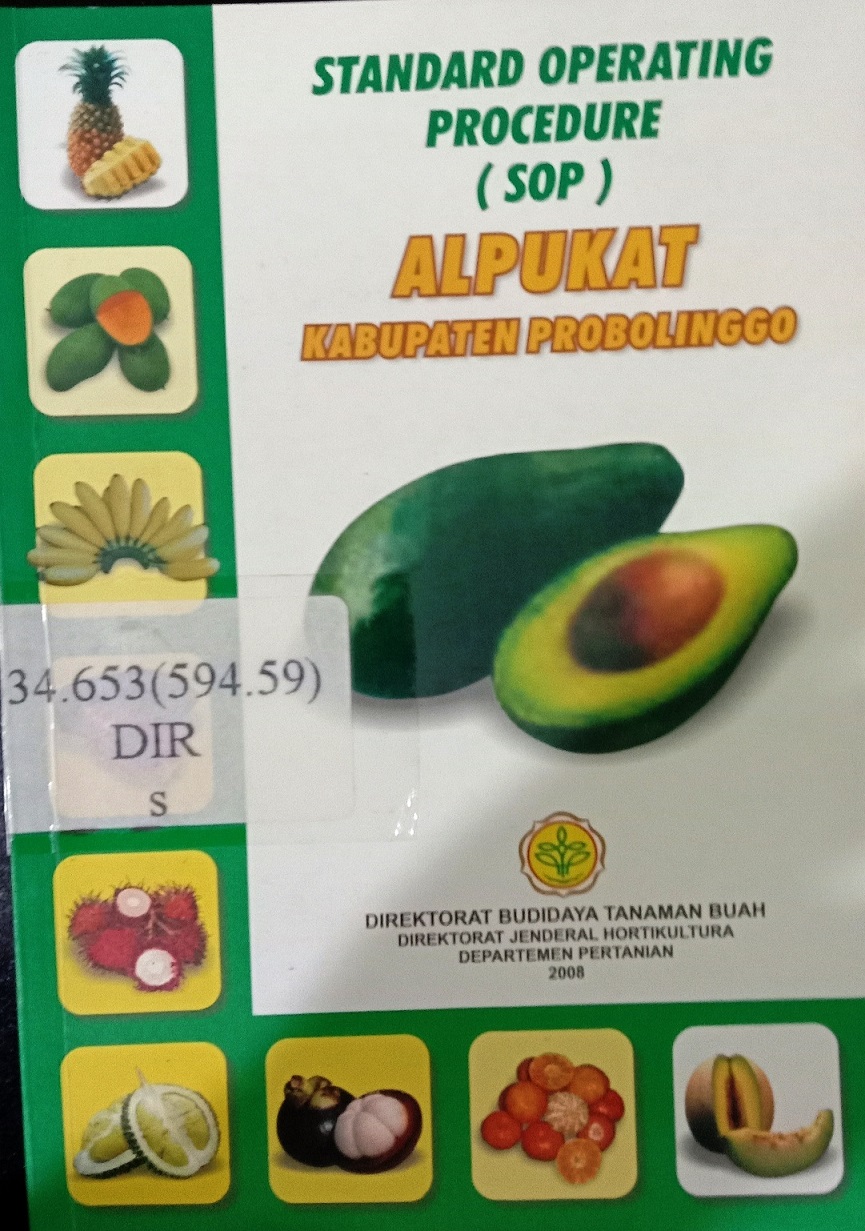 STANDARD OPERATING
PROCEDURE
( SOP )
ALPUKAT
KABUPATEN PROBOLINGGO
34.653(594.59)
DIR
s
DIREKTORAT BUDIDAYA TANAMAN BUAH
DIREKTORAT JENDERAL HORTIKULTURA
DEPARTEMEN PERTANIAN
2008